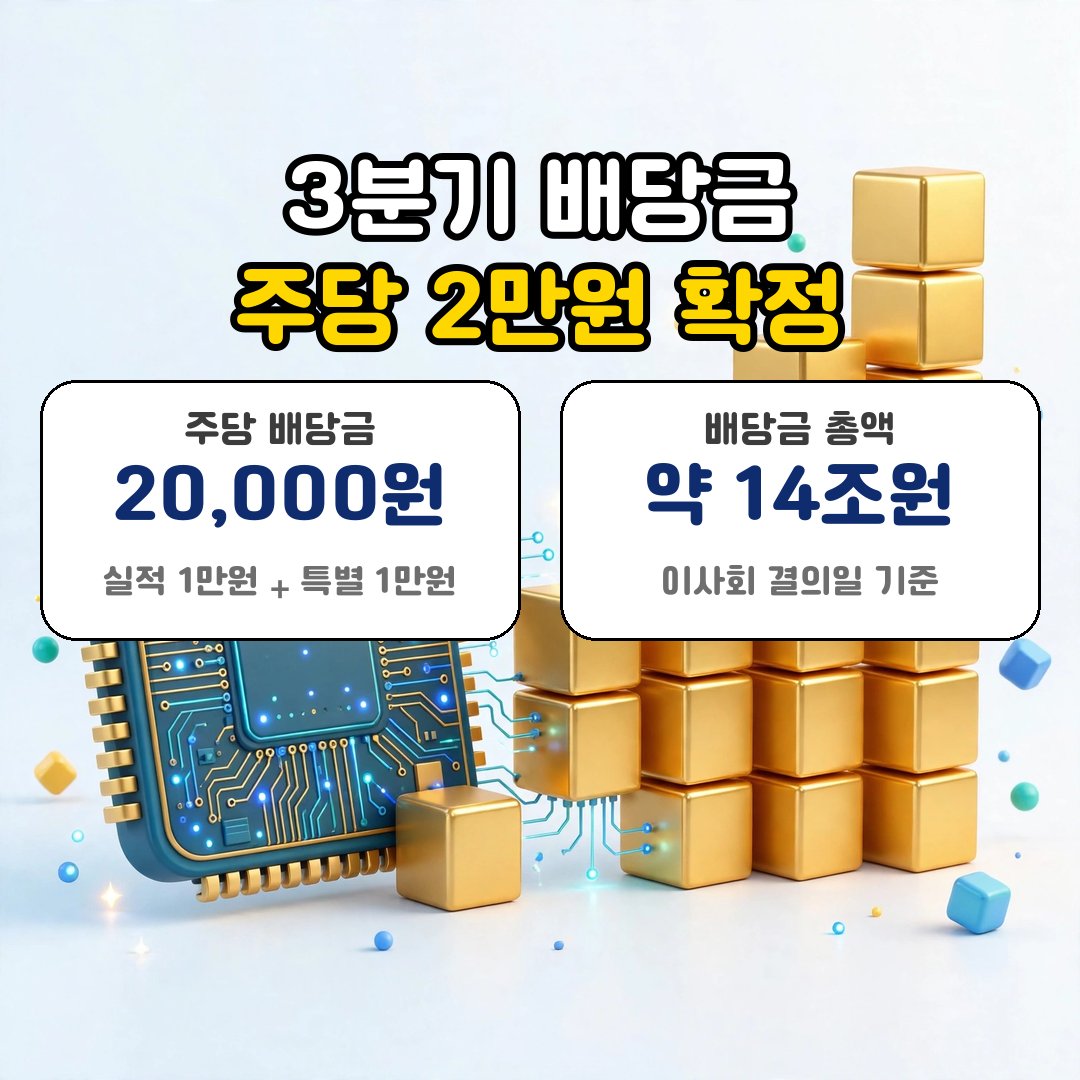 3분기 배당금
주당 2만원 확정
주당 배당금
20,000원
실적 1만원 + 특별 1만원
배당금 총액
약 14조원
이사회 결의일 기준